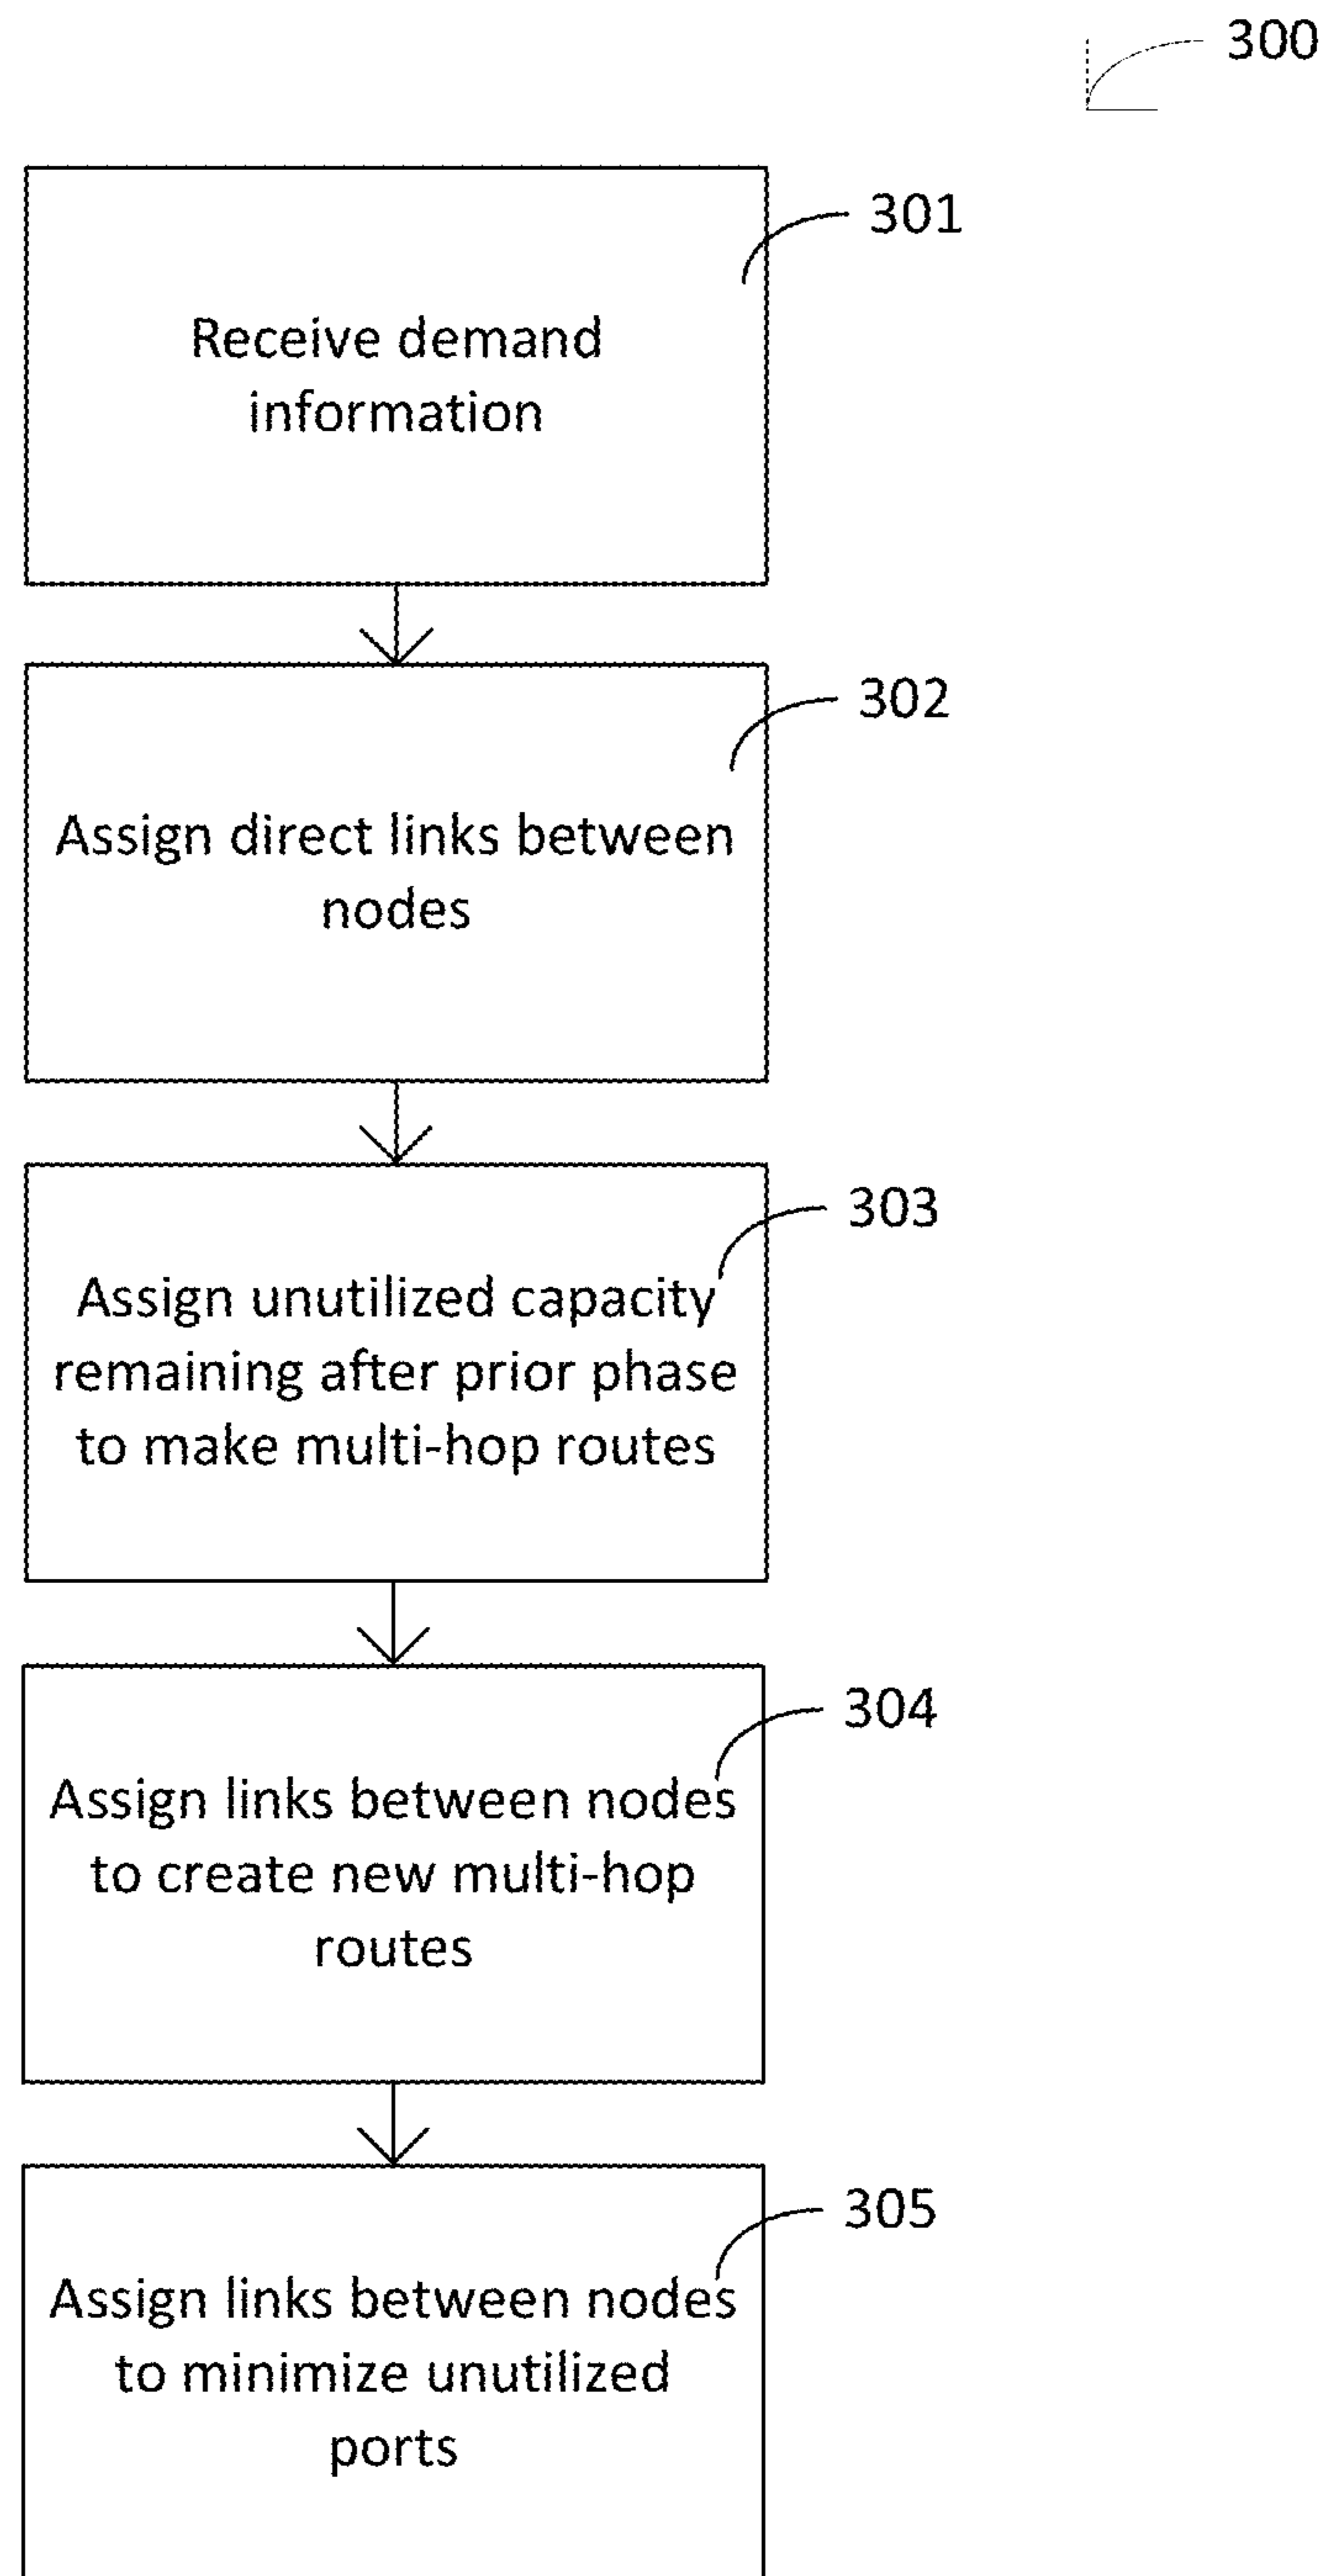 300
301
Receive demand
information
302
Assign direct links between
nodes
303
Assign unutilized capacity
remaining after prior phase
to make multi-hop routes
304
Assign links between nodes
to create new multi-hop
routes
305
Assign links between nodes
to minimize unutilized
ports